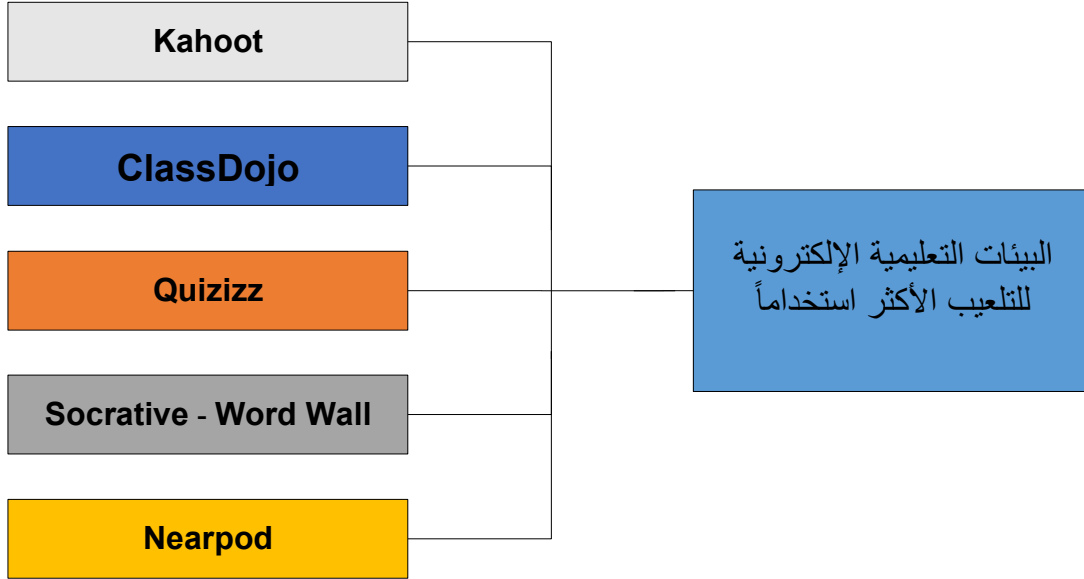 Kahoot
ClassDojo
Quizizz
Socrative - Word Wall
Nearpod
البيئات التعليمية الإلكترونية
للتلعيب الأكثر استخداماً